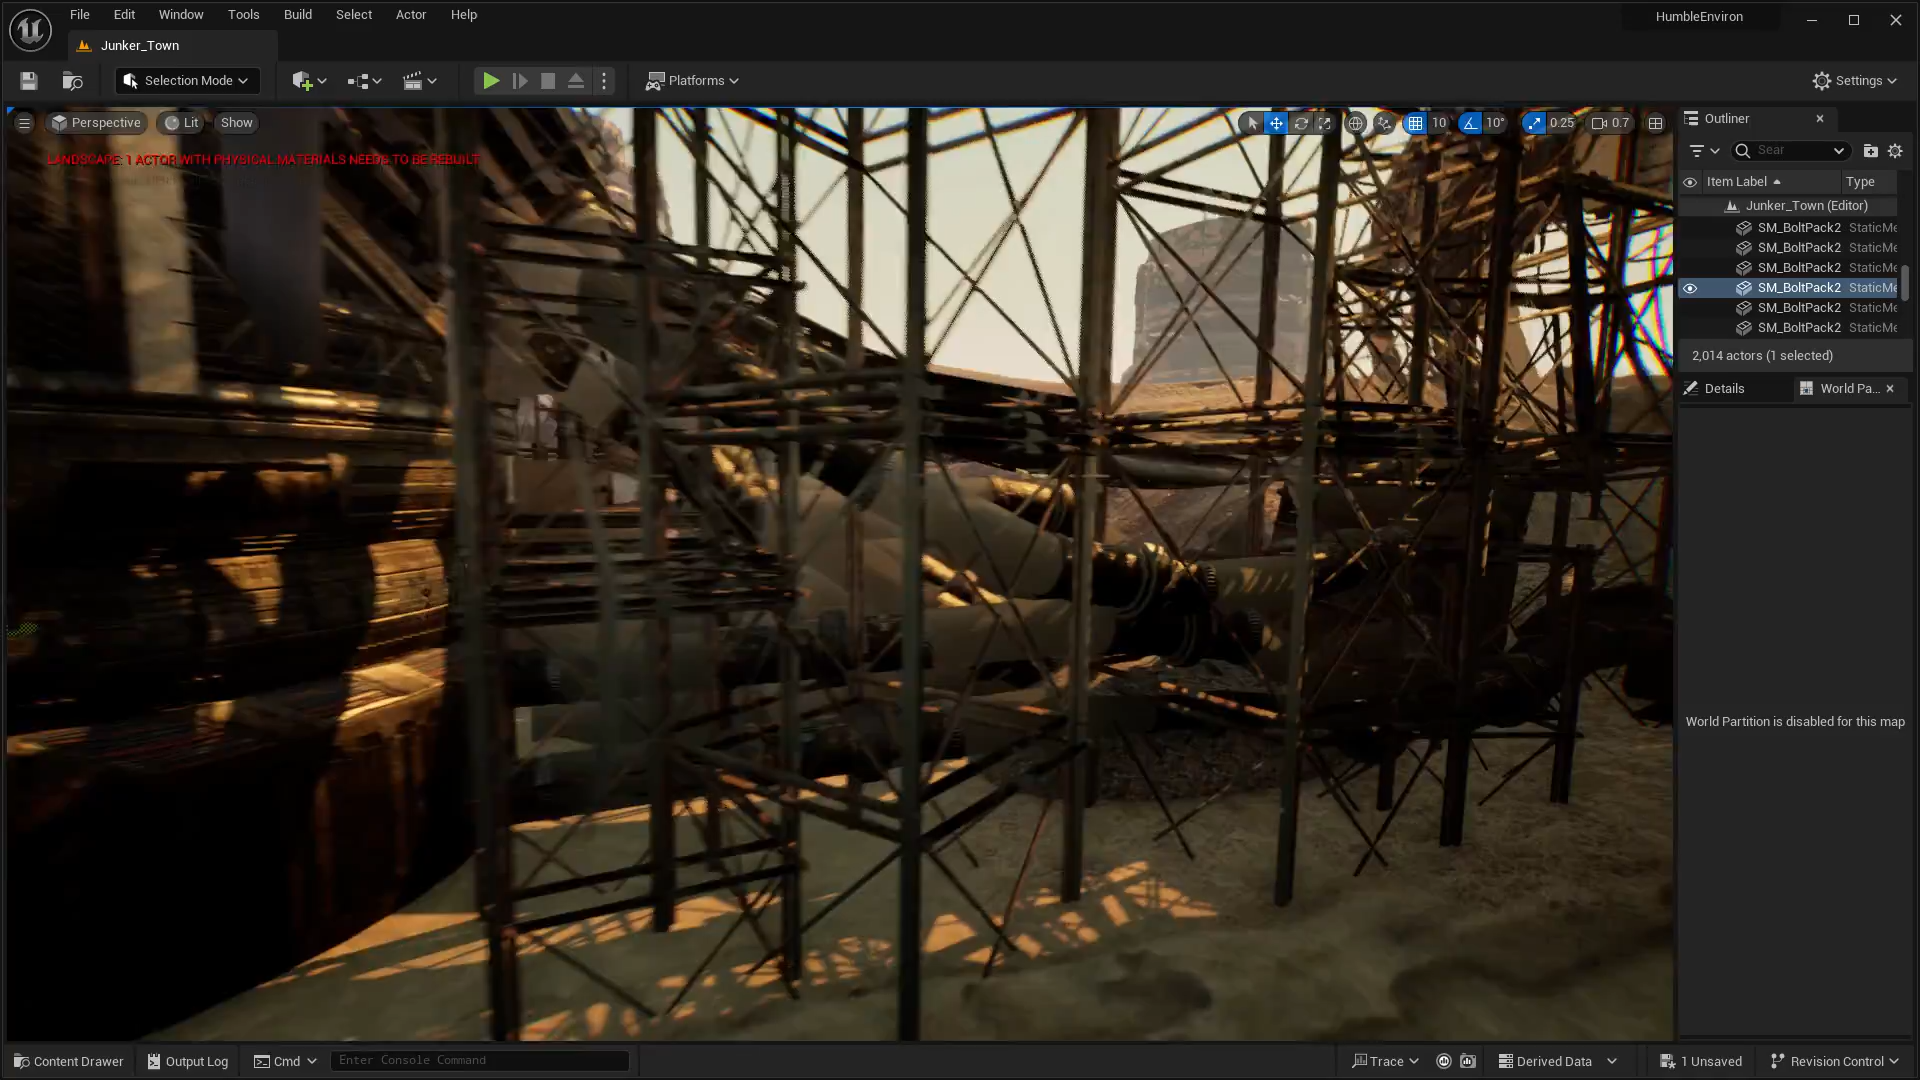 File Edit Window Tools Build Select Actor Help
HumbleEnviron
Junker_Town
Selection Mode
Platforms
Settings
Perspective Lit Show
10 10° 0.25 0.7
LANDSCAPE: 1 ACTOR WITH PHYSICAL MATERIALS NEEDS TO BE REBUILT
Outliner
Sear
Item Label Type
Junker_Town (Editor)
SM_BoltPack2 StaticMe
SM_BoltPack2 StaticMe
SM_BoltPack2 StaticMe
SM_BoltPack2 StaticMe
SM_BoltPack2 StaticMe
SM_BoltPack2 StaticMe
2,014 actors (1 selected)
Details World Pa...
World Partition is disabled for this map
Content Drawer Output Log Cmd Enter Console Command Trace Derived Data 1 Unsaved Revision Control